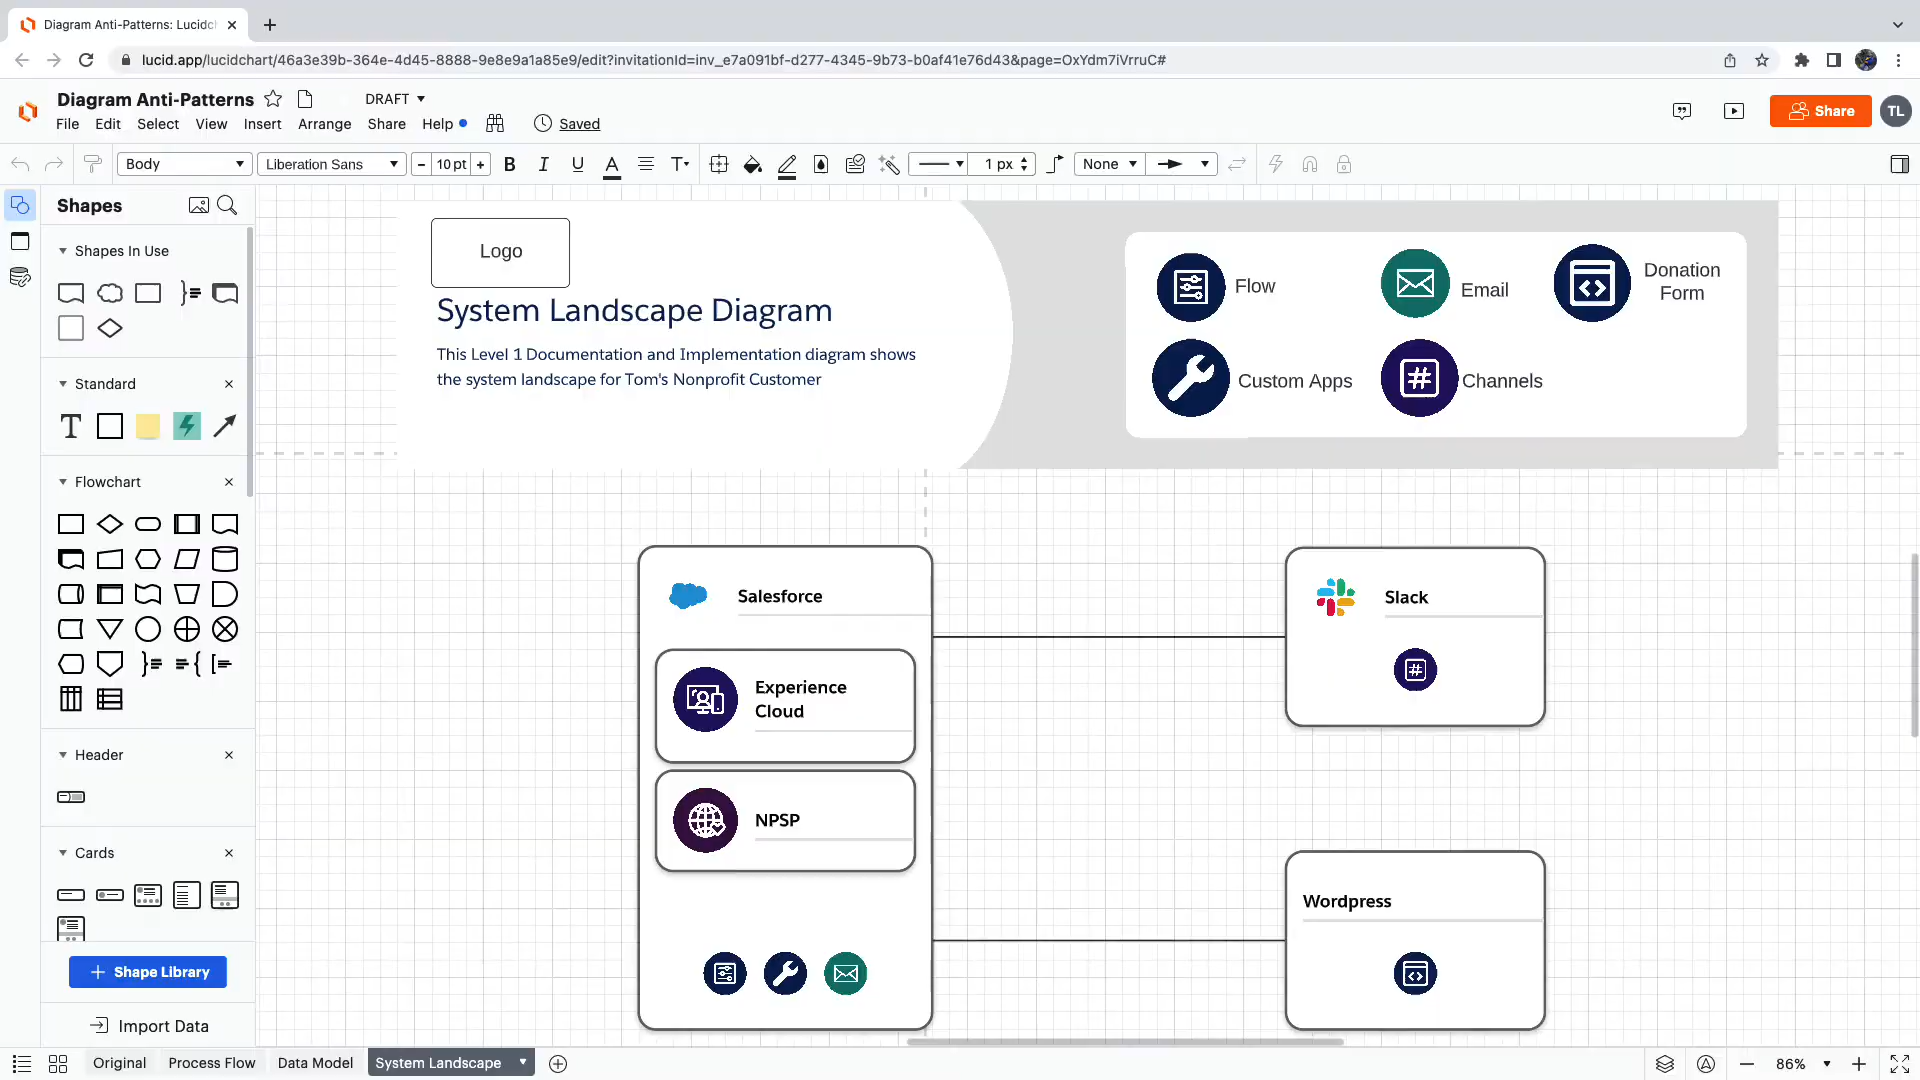 Diagram Anti-Patterns: Lucidch
lucid.app/lucidchart/46a3e39b-364e-4d45-8888-9e8e9a1a85e9/edit?invitationId=inv_e7a091bf-d277-4345-9b73-b0af41e76d43&page=OxYdm7iVrruC#
Diagram Anti-Patterns
DRAFT
File Edit Select View Insert Arrange Share Help
Saved
Share
TL
Body
Liberation Sans
10 pt
B I U A T
1 px
None
Shapes
Shapes In Use
Standard
T
Flowchart
Header
Cards
Shape Library
Import Data
Logo
System Landscape Diagram
This Level 1 Documentation and Implementation diagram shows
the system landscape for Tom's Nonprofit Customer
Flow
Email
Donation
Form
Custom Apps
Channels
Salesforce
Experience
Cloud
NPSP
Slack
Wordpress
Original
Process Flow
Data Model
System Landscape
86%